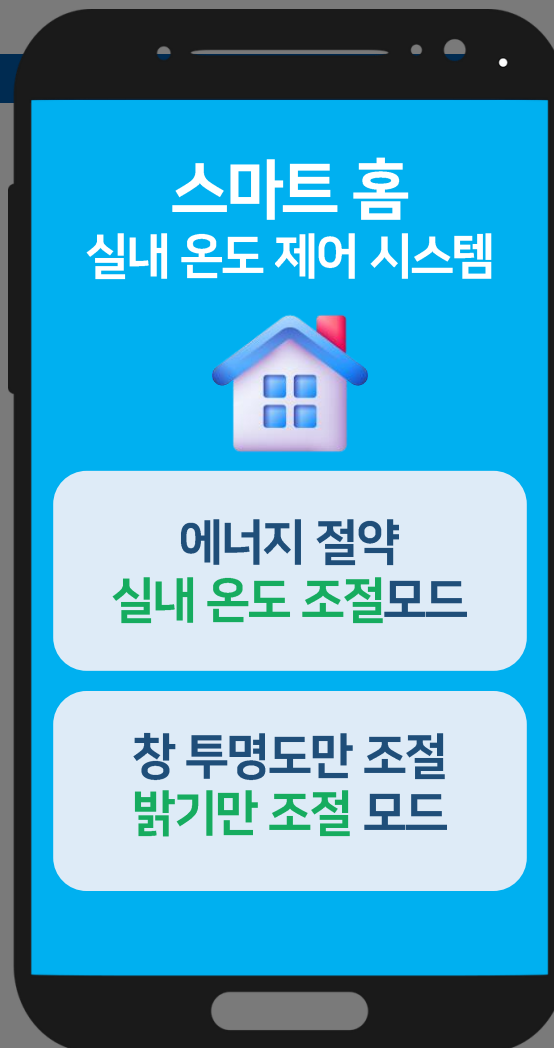 스마트 홈
실내 온도 제어 시스템
에너지 절약
실내 온도 조절모드
창 투명도만 조절
밝기만 조절 모드